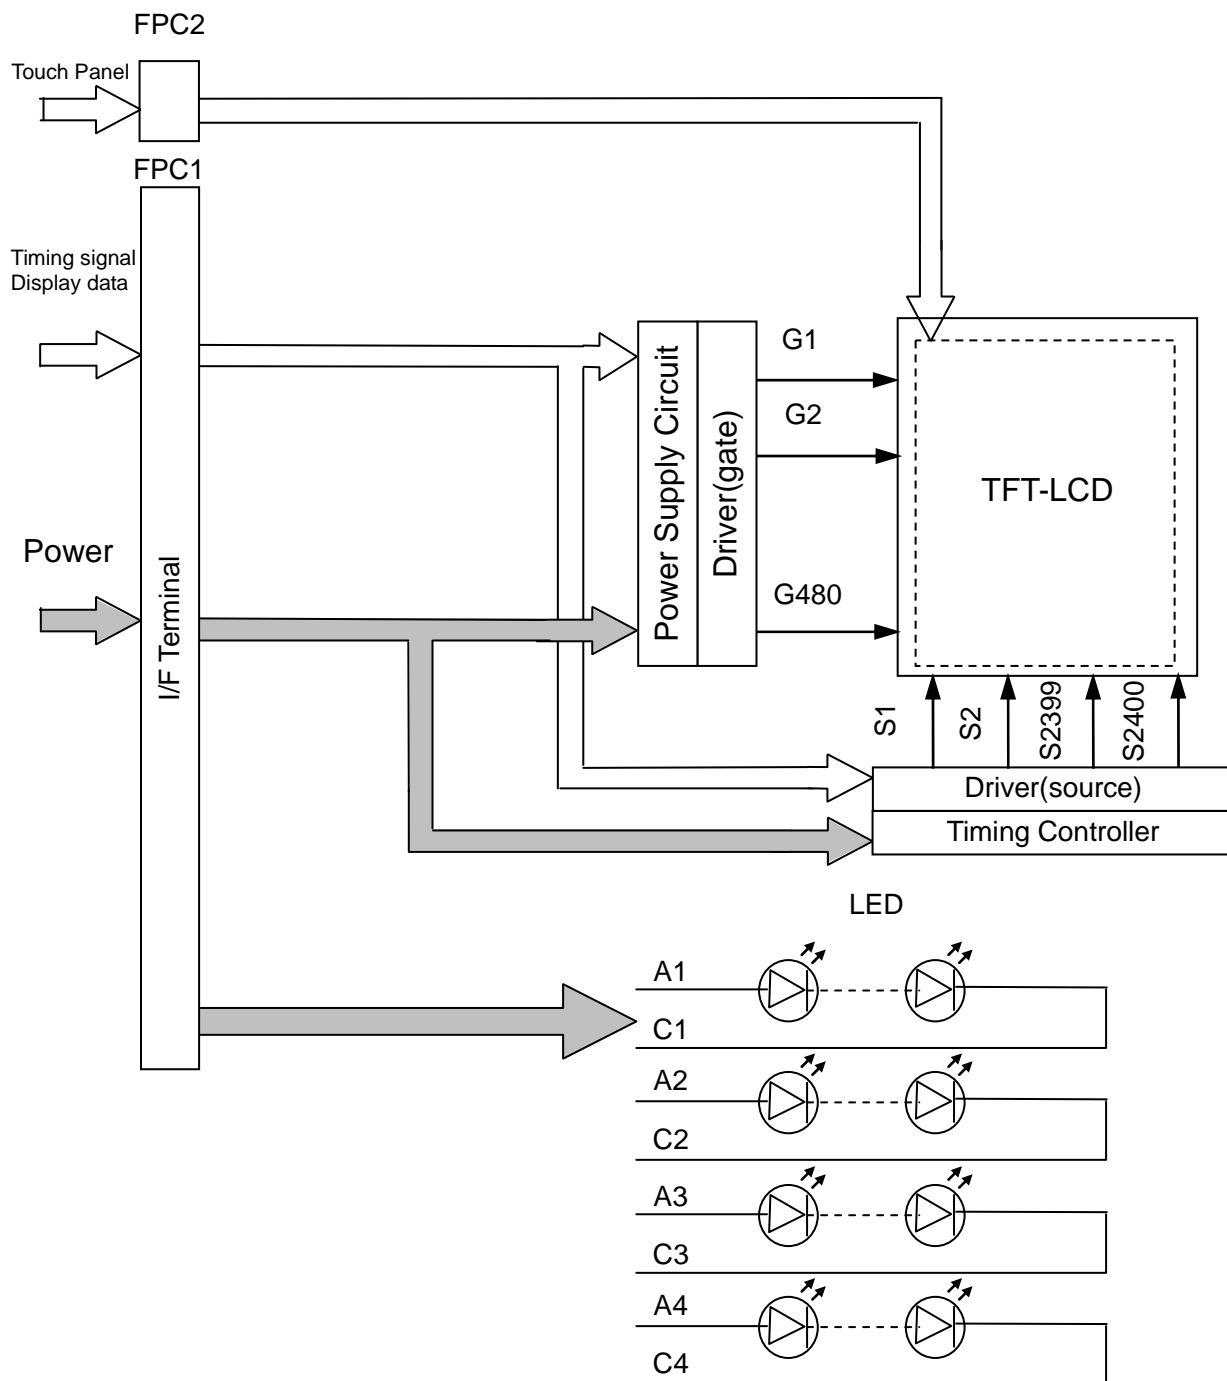 FPC2
Touch Panel
FPC1
Timing signal
Display data
Power
I/F Terminal
Power Supply Circuit
Driver(gate)
G1
G2
G480
TFT-LCD
S1
S2
S2399
S2400
Driver(source)
Timing Controller
LED
A1
C1
A2
C2
A3
C3
A4
C4